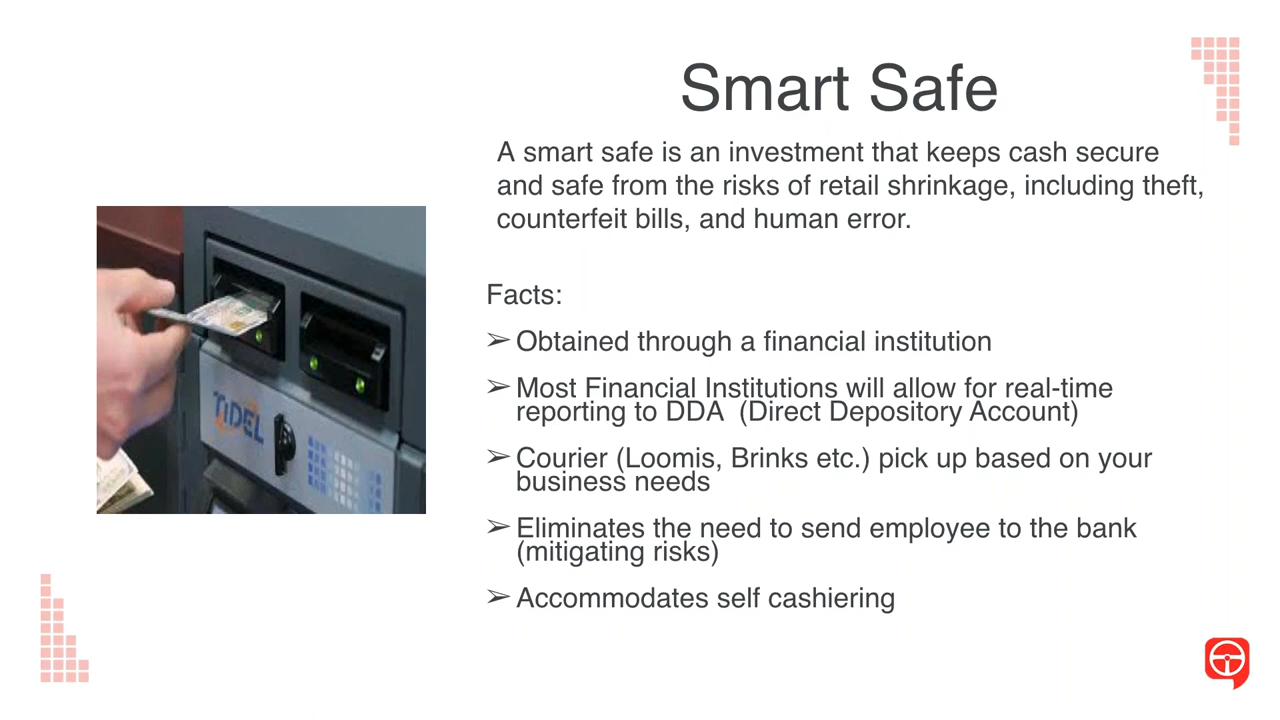 Smart Safe
A smart safe is an investment that keeps cash secure
and safe from the risks of retail shrinkage, including theft,
counterfeit bills, and human error.
Facts:
➢ Obtained through a financial institution
➢ Most Financial Institutions will allow for real-time
reporting to DDA  (Direct Depository Account)
➢ Courier (Loomis, Brinks etc.) pick up based on your
business needs
➢ Eliminates the need to send employee to the bank
(mitigating risks)
➢ Accommodates self cashiering
TiDEL